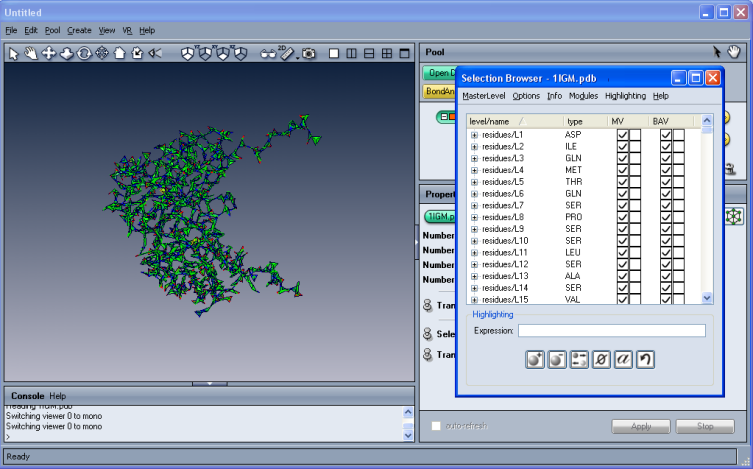 Untitled
File Edit Pool Create View VR Help
2D
Pool
Open D
BondAn
Proper
1IGM.p
Number
Number
Number
Number
Tran
Sele
Tran
Selection Browser - 1IGM.pdb
MasterLevel Options Info Modules Highlighting Help
level/name type MV BAV
residues/L1 ASP
residues/L2 ILE
residues/L3 GLN
residues/L4 MET
residues/L5 THR
residues/L6 GLN
residues/L7 SER
residues/L8 PRO
residues/L9 SER
residues/L10 SER
residues/L11 LEU
residues/L12 SER
residues/L13 ALA
residues/L14 SER
residues/L15 VAL
Highlighting
Expression:
a
Console Help
Reading 1IGM.pdb
Switching viewer 0 to mono
Switching viewer 0 to mono
>
auto-refresh Apply Stop
Ready